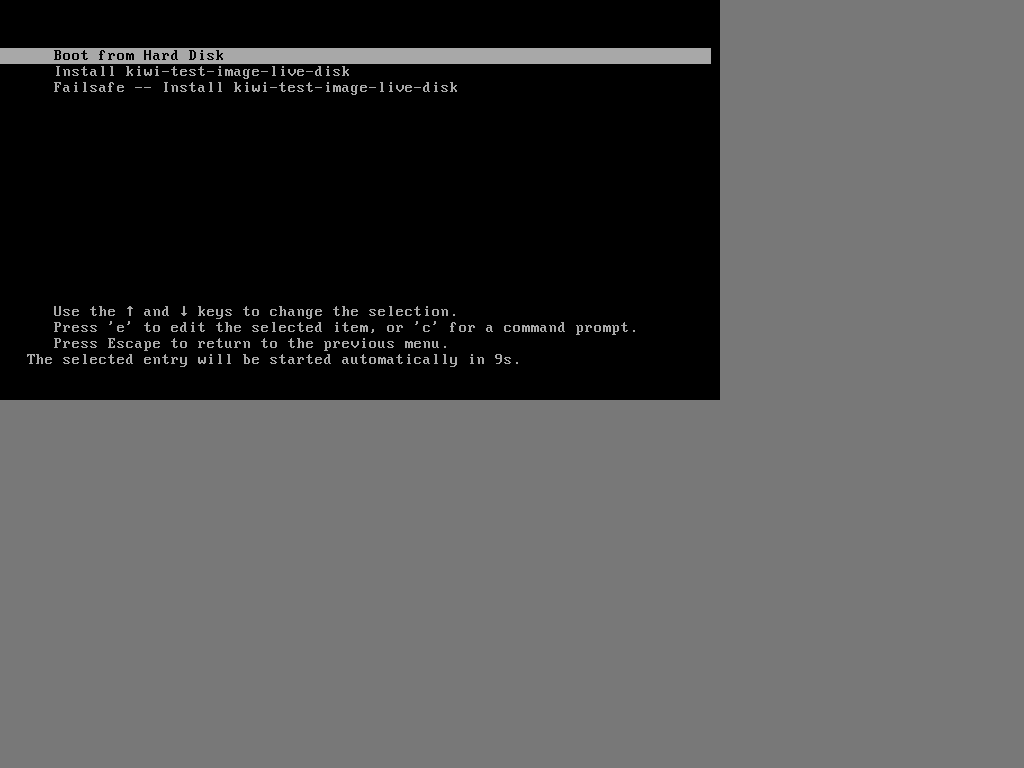 Boot from Hard Disk
Install kiwi-test-image-live-disk
Failsafe -- Install kiwi-test-image-live-disk
Use the ↑ and ↓ keys to change the selection.
Press 'e' to edit the selected item, or 'c' for a command prompt.
Press Escape to return to the previous menu.
The selected entry will be started automatically in 9s.